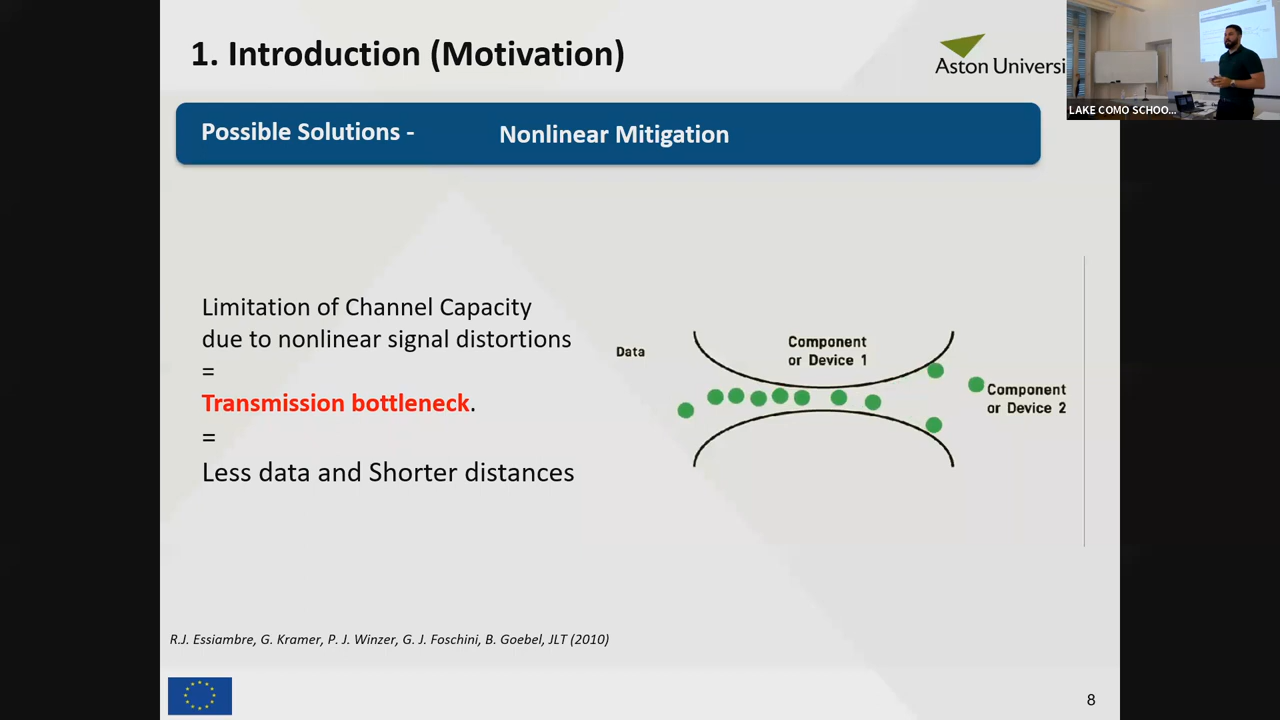 1. Introduction (Motivation)
Aston Universi
LAKE COMO SCHOO...
Possible Solutions -
Nonlinear Mitigation
Limitation of Channel Capacity
due to nonlinear signal distortions
=
Transmission bottleneck.
=
Less data and Shorter distances
Data
Component
or Device 1
Component
or Device 2
R.J. Essiambre, G. Kramer, P. J. Winzer, G. J. Foschini, B. Goebel, JLT (2010)
8